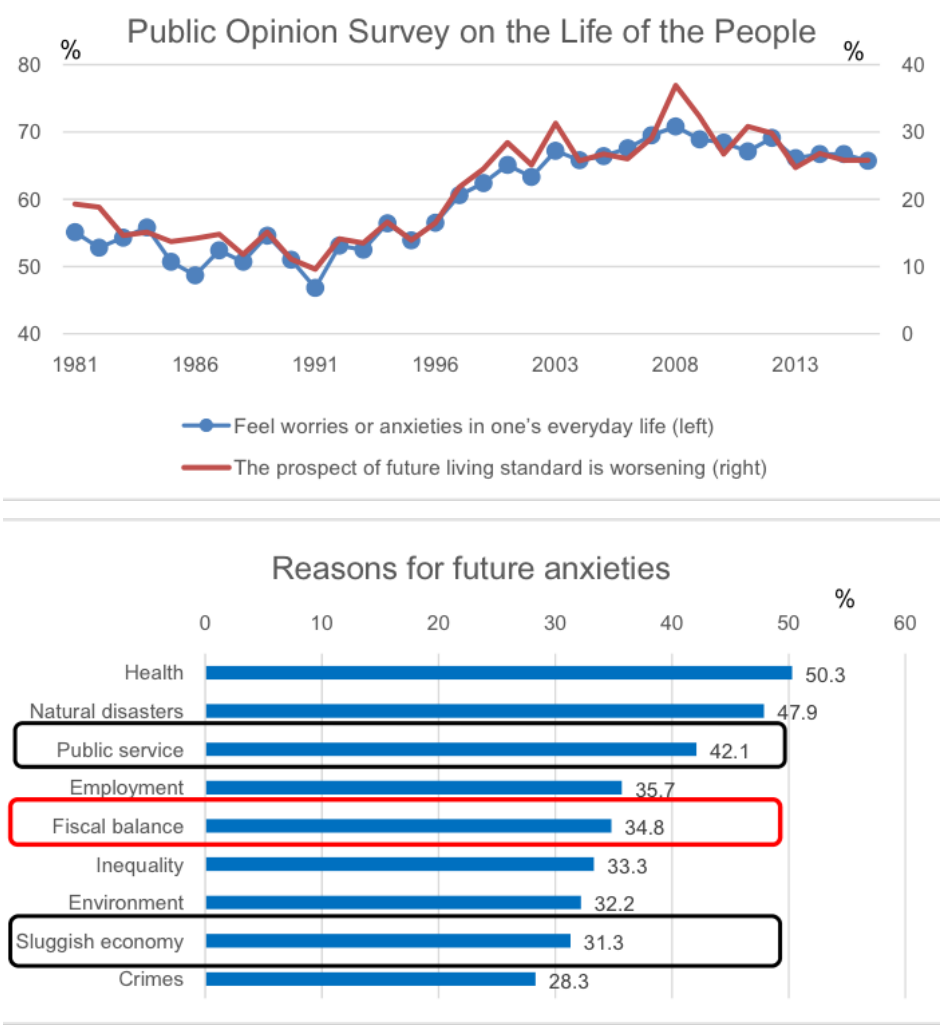 Public Opinion Survey on the Life of the People
% %
80 40
70 30
60 20
50 10
40 0
1981 1986 1991 1996 2003 2008 2013
Feel worries or anxieties in one's everyday life (left)
The prospect of future living standard is worsening (right)
Reasons for future anxieties
%
0 10 20 30 40 50 60
Health 50.3
Natural disasters 47.9
Public service 42.1
Employment 35.7
Fiscal balance 34.8
Inequality 33.3
Environment 32.2
Sluggish economy 31.3
Crimes 28.3